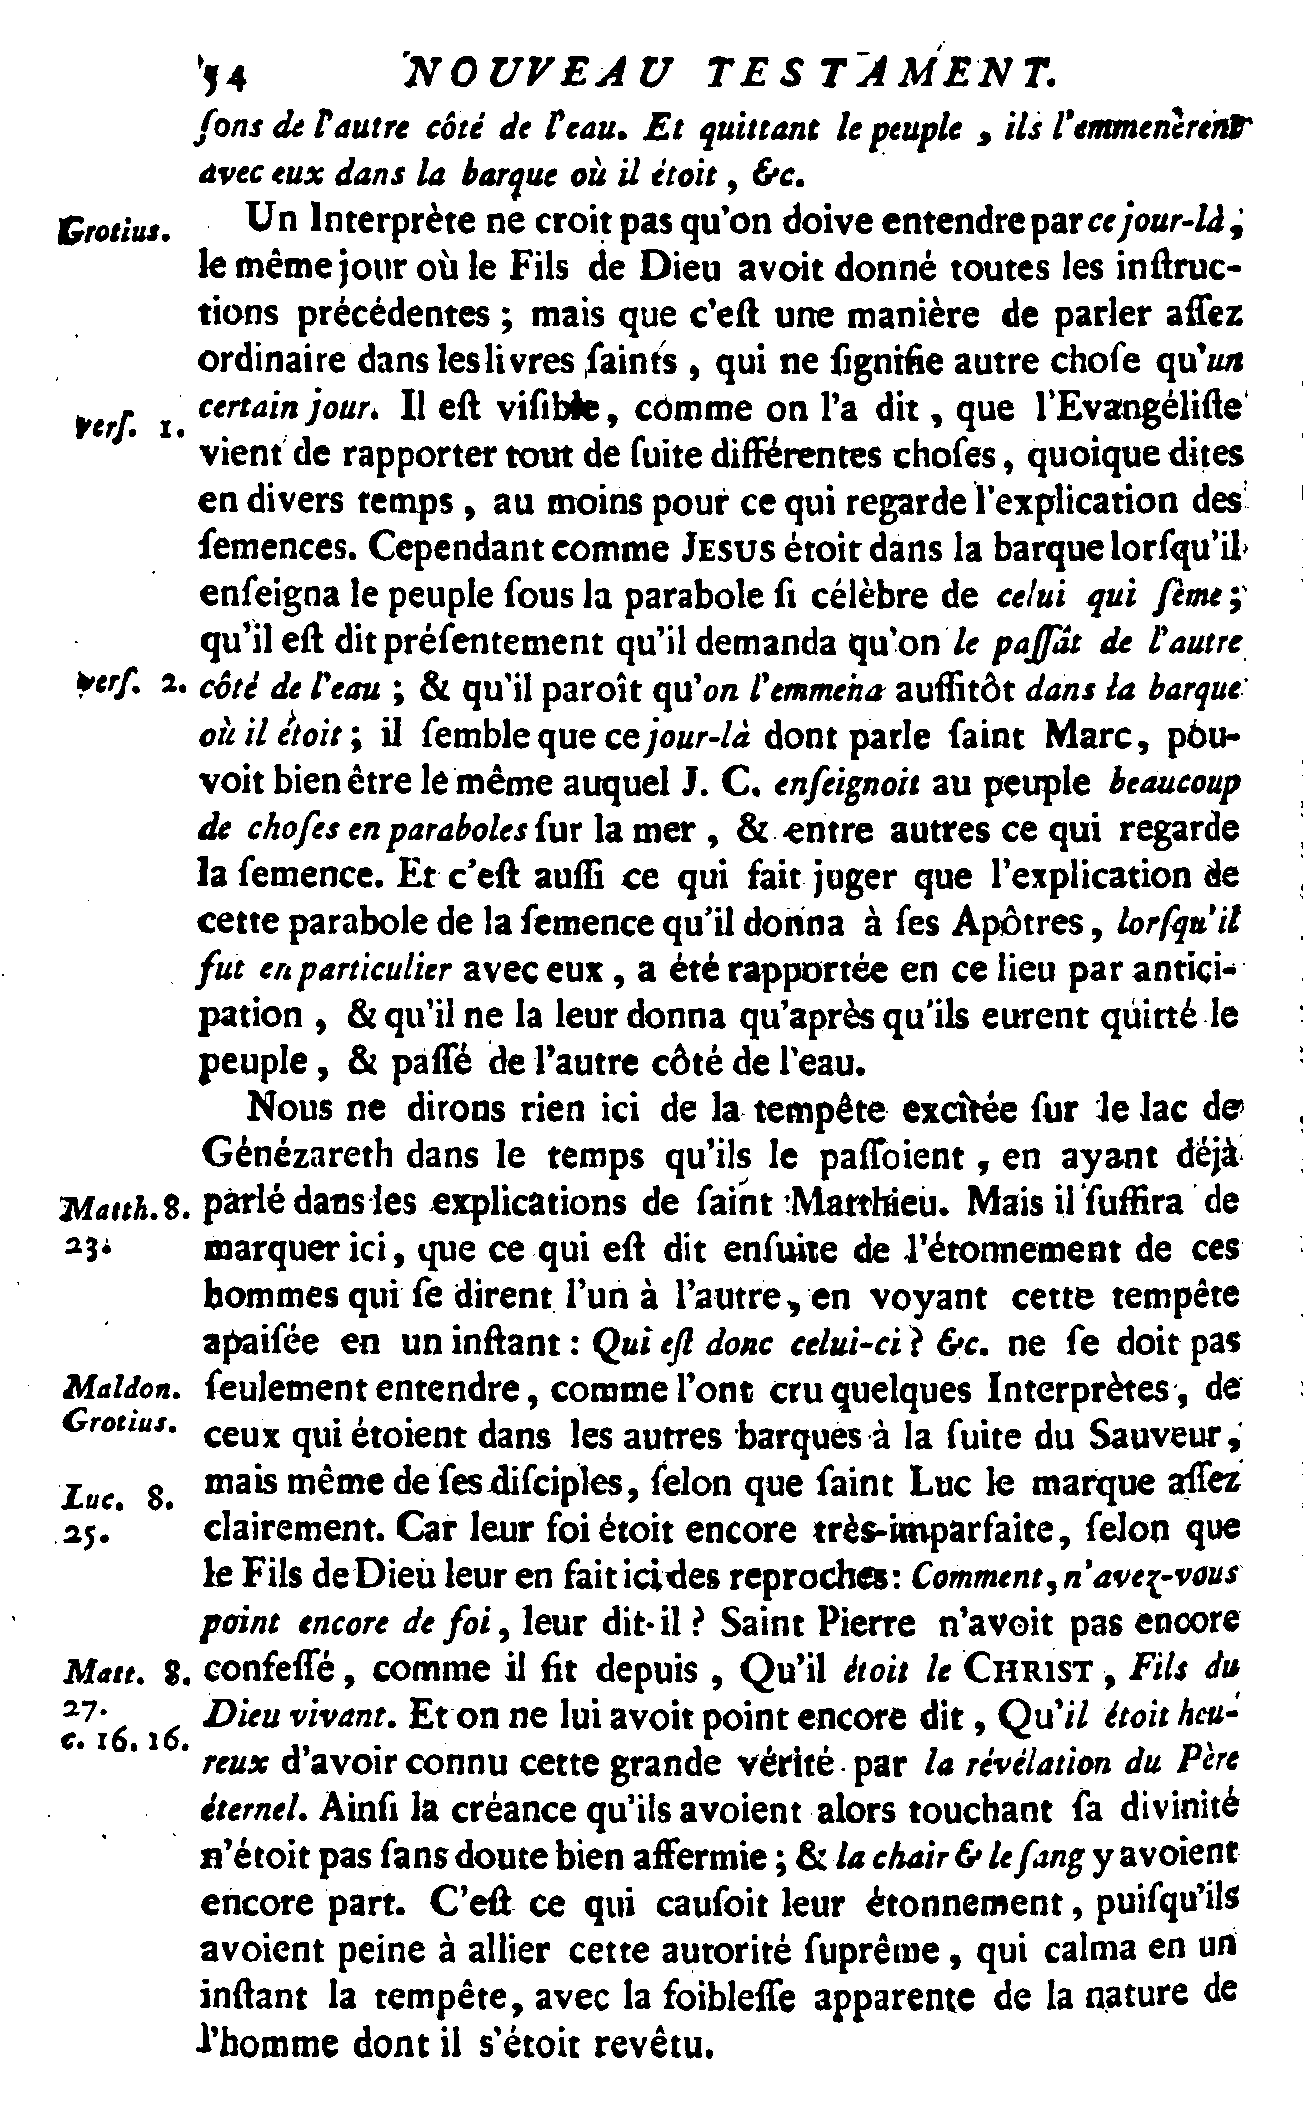 54 NOUVEAU TESTAMENT.
ſons de l'autre côté de l'eau. Et quittant le peuple, ils l'emmenèrent
avec eux dans la barque où il étoit, &c.
Grotius. Un Interprète ne croit pas qu'on doive entendre par ce jour-là,
le même jour où le Fils de Dieu avoit donné toutes les inſtruc-
tions précédentes ; mais que c'eſt une manière de parler aſſez
ordinaire dans les livres ſaints, qui ne ſignifie autre choſe qu'un
certain jour. Il eſt viſible, comme on l'a dit, que l'Evangéliſte
verſ. 1. vient de rapporter tout de ſuite différentes choſes, quoique dites
en divers temps, au moins pour ce qui regarde l'explication des
ſemences. Cependant comme JESUS étoit dans la barque lorſqu'il
enſeigna le peuple ſous la parabole ſi célèbre de celui qui ſème ;
qu'il eſt dit préſentement qu'il demanda qu'on le paſſât de l'autre
verſ. 2. côté de l'eau ; & qu'il paroît qu'on l'emmena auſſitôt dans la barque
où il étoit ; il ſemble que ce jour-là dont parle ſaint Marc, pou-
voit bien être le même auquel J. C. enſeignoit au peuple beaucoup
de choſes en paraboles ſur la mer, & entre autres ce qui regarde
la ſemence. Et c'eſt auſſi ce qui fait juger que l'explication de
cette parabole de la ſemence qu'il donna à ſes Apôtres, lorſqu'il
fut en particulier avec eux, a été rapportée en ce lieu par antici-
pation, & qu'il ne la leur donna qu'après qu'ils eurent quitté le
peuple, & paſſé de l'autre côté de l'eau.
Nous ne dirons rien ici de la tempête excitée ſur le lac de
Génézareth dans le temps qu'ils le paſſoient, en ayant déjà
Matth. 8. parlé dans les explications de ſaint Matthieu. Mais il ſuffira de
23. marquer ici, que ce qui eſt dit enſuite de l'étonnement de ces
hommes qui ſe dirent l'un à l'autre, en voyant cette tempête
apaiſée en un inſtant : Qui eſt donc celui-ci ? &c. ne ſe doit pas
Maldon. ſeulement entendre, comme l'ont cru quelques Interprètes, de
Grotius. ceux qui étoient dans les autres barques à la ſuite du Sauveur,
Luc. 8. mais même de ſes diſciples, ſelon que ſaint Luc le marque aſſez
25. clairement. Car leur foi étoit encore très-imparfaite, ſelon que
le Fils de Dieu leur en fait ici des reproches : Comment, n'avez-vous
point encore de foi, leur dit-il ? Saint Pierre n'avoit pas encore
Matt. 8. confeſſé, comme il fit depuis, Qu'il étoit le CHRIST, Fils du
27. Dieu vivant. Et on ne lui avoit point encore dit, Qu'il étoit heu-
c. 16. 16. reux d'avoir connu cette grande vérité par la révélation du Père
éternel. Ainſi la créance qu'ils avoient alors touchant ſa divinité
n'étoit pas ſans doute bien affermie ; & la chair & le ſang y avoient
encore part. C'eſt ce qui cauſoit leur étonnement, puiſqu'ils
avoient peine à allier cette autorité ſuprême, qui calma en un
inſtant la tempête, avec la foibleſſe apparente de la nature de
l'homme dont il s'étoit revêtu.